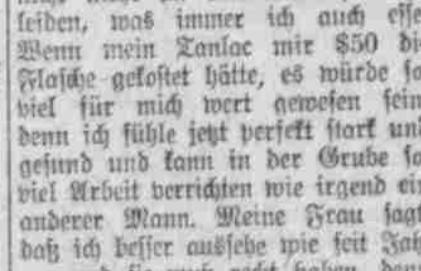 leiden, was immer ich auch esse
Wenn mein Tanlac mir $50 di
Flasche gekostet hätte, es würde so
viel für mich wert gewesen sein
denn ich fühle jetzt perfekt stark und
gesund und kann in der Grube so
viel Arbeit verrichten wie irgend ein
anderer Mann. Meine Frau sagt
daß ich besser aussehe wie seit Jah